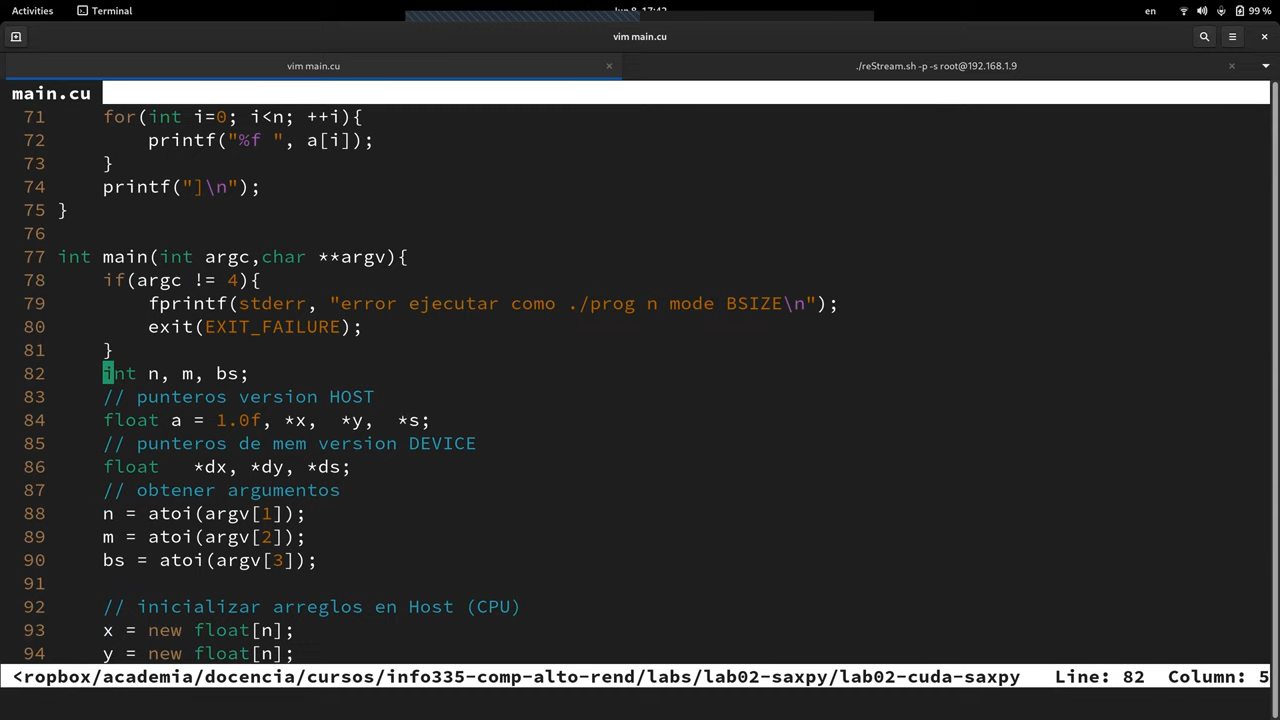 Activities Terminal en 99 %
vim main.cu
vim main.cu ./reStream.sh -p -s root@192.168.1.9
main.cu
71 for(int i=0; i<n; ++i){
72 printf("%f ", a[i]);
73 }
74 printf("]\n");
75 }
76
77 int main(int argc,char **argv){
78 if(argc != 4){
79 fprintf(stderr, "error ejecutar como ./prog n mode BSIZE\n");
80 exit(EXIT_FAILURE);
81 }
82 int n, m, bs;
83 // punteros version HOST
84 float a = 1.0f, *x, *y, *s;
85 // punteros de mem version DEVICE
86 float *dx, *dy, *ds;
87 // obtener argumentos
88 n = atoi(argv[1]);
89 m = atoi(argv[2]);
90 bs = atoi(argv[3]);
91
92 // inicializar arreglos en Host (CPU)
93 x = new float[n];
94 y = new float[n];
<ropbox/academia/docencia/cursos/info335-comp-alto-rend/labs/lab02-saxpy/lab02-cuda-saxpy Line: 82 Column: 5